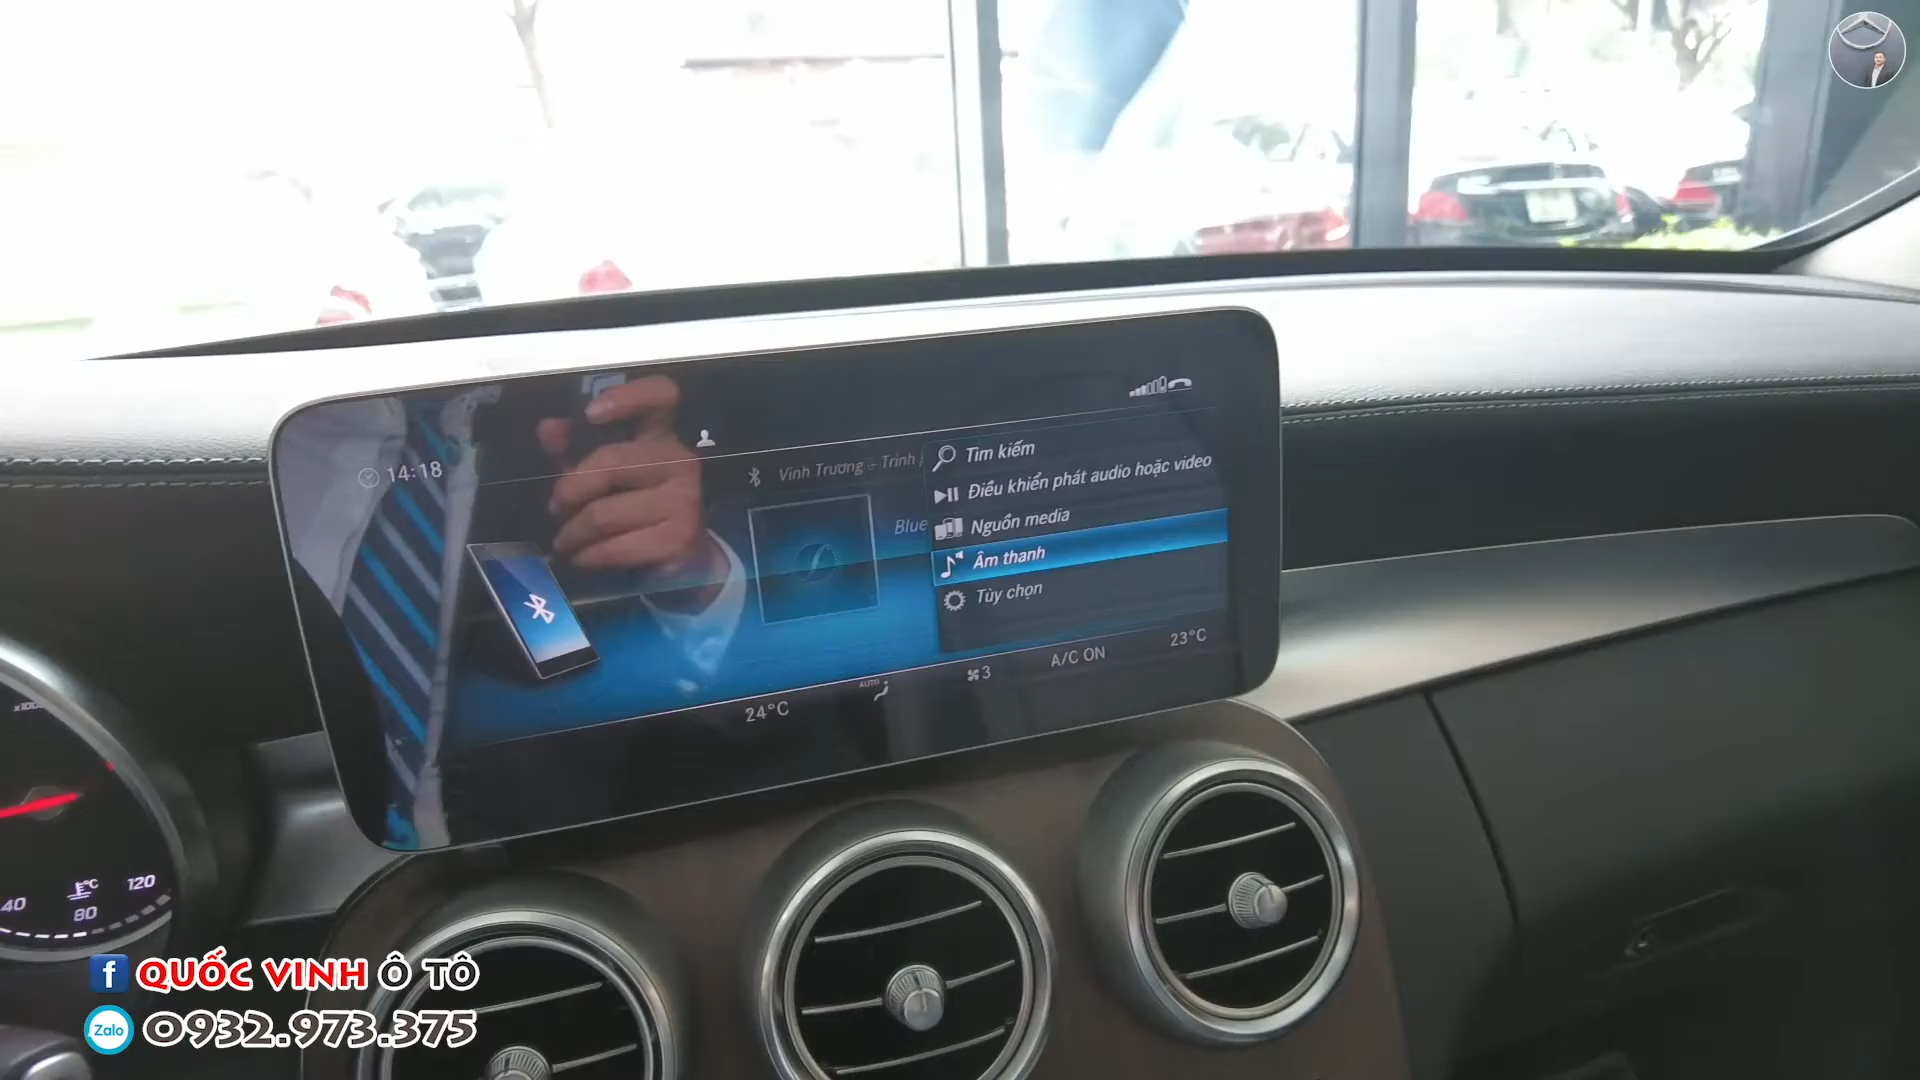 14:18
Vinh Trương - Trình
Blue
Tìm kiếm
Điều khiển phát audio hoặc video
Nguồn media
Âm thanh
Tùy chọn
24°C
AUTO
3
A/C ON
23°C
40
80
°C
120
f QUỐC VINH Ô TÔ
Zalo 0932.973.375